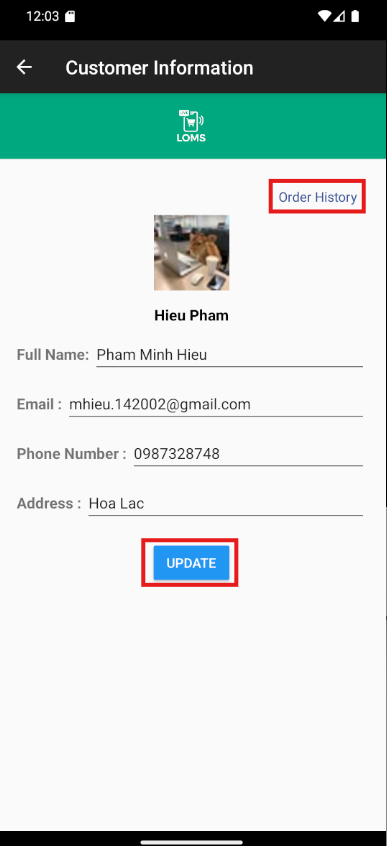 12:03
Customer Information
LOMS
Order History
Hieu Pham
Full Name: Pham Minh Hieu
Email : mhieu.142002@gmail.com
Phone Number : 0987328748
Address : Hoa Lac
UPDATE